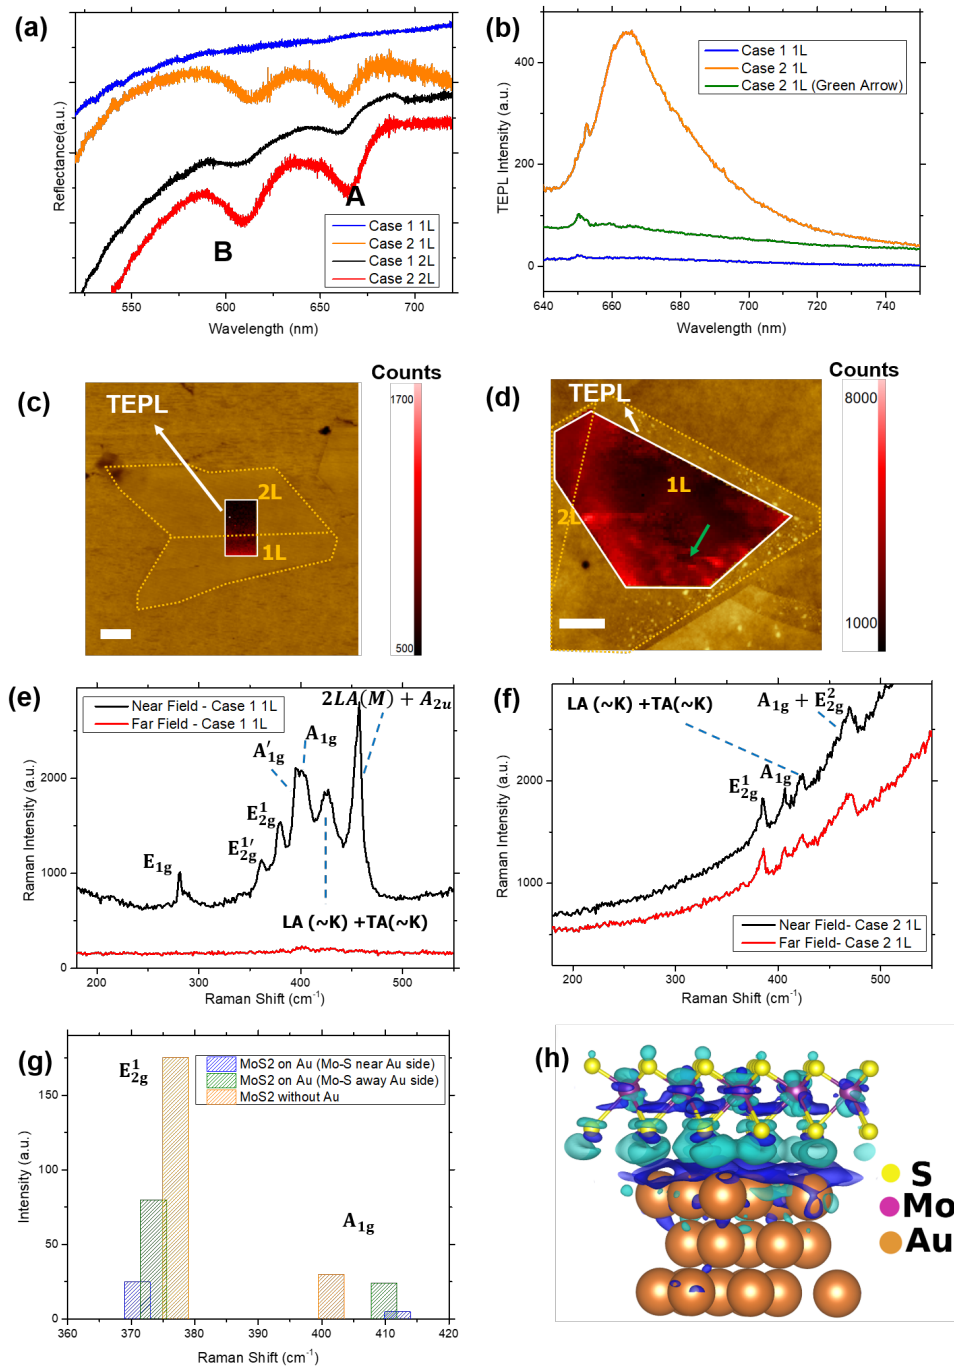 (a)
Reflectance(a.u.)
A
B
Case 1 1L
Case 2 1L
Case 1 2L
Case 2 2L
550
600
650
700
Wavelength (nm)
(b)
TEPL Intensity (a.u.)
400
200
0
Case 1 1L
Case 2 1L
Case 2 1L (Green Arrow)
640
660
680
700
720
740
Wavelength (nm)
(c)
TEPL
2L
1L
Counts
1700
500
(d)
TEPL
1L
2L
Counts
8000
1000
(e)
Raman Intensity (a.u.)
2000
1000
0
Near Field - Case 1 1L
Far Field - Case 1 1L
2LA(M) + A2u
A1g
A′1g
E¹2g
E¹′2g
E1g
LA (~K) +TA(~K)
200
300
400
500
Raman Shift (cm-1)
(f)
Raman Intensity (a.u.)
2000
1000
LA (~K) +TA(~K)
A1g + E²2g
A1g
E¹2g
Near Field- Case 2 1L
Far Field- Case 2 1L
200
300
400
500
Raman Shift (cm-1)
(g)
Intensity (a.u.)
150
100
50
0
E¹2g
MoS2 on Au (Mo-S near Au side)
MoS2 on Au (Mo-S away Au side)
MoS2 without Au
A1g
360
370
380
390
400
410
420
Raman Shift (cm-1)
(h)
S
Mo
Au